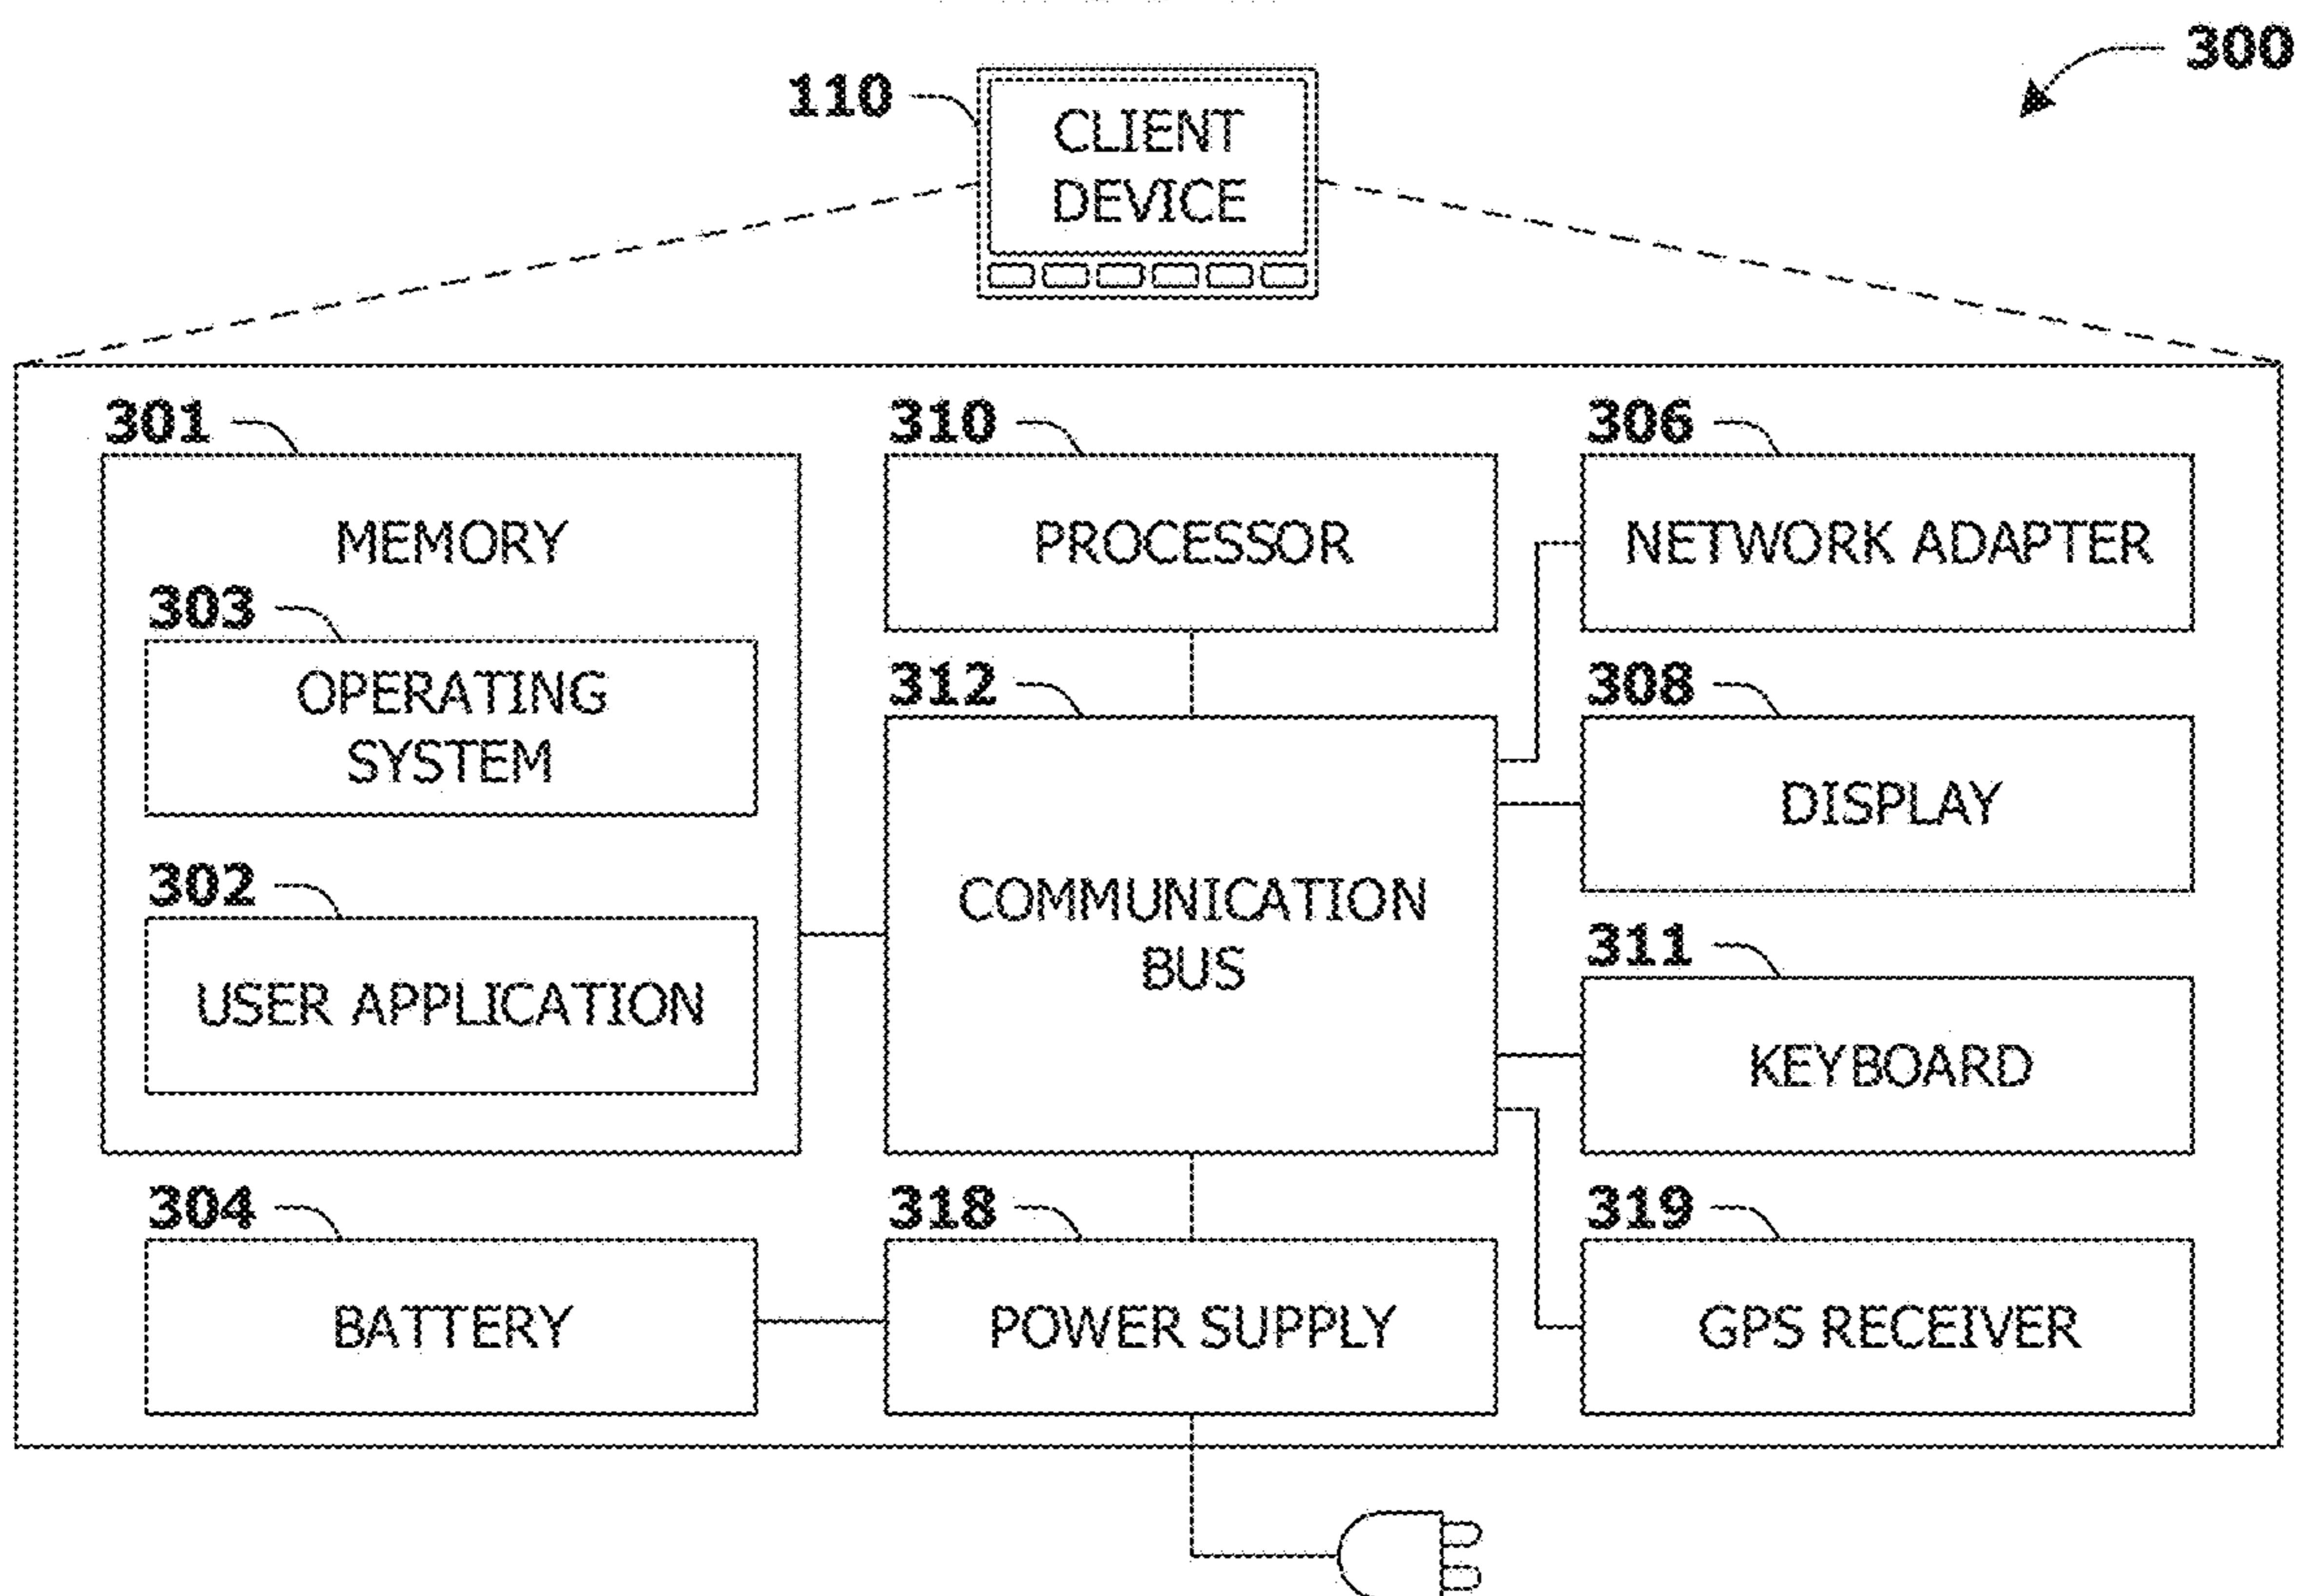 300
110
CLIENT
DEVICE
301
310
306
MEMORY
PROCESSOR
NETWORK ADAPTER
303
OPERATING
SYSTEM
312
308
DISPLAY
302
USER APPLICATION
COMMUNICATION
BUS
311
KEYBOARD
304
318
319
BATTERY
POWER SUPPLY
GPS RECEIVER